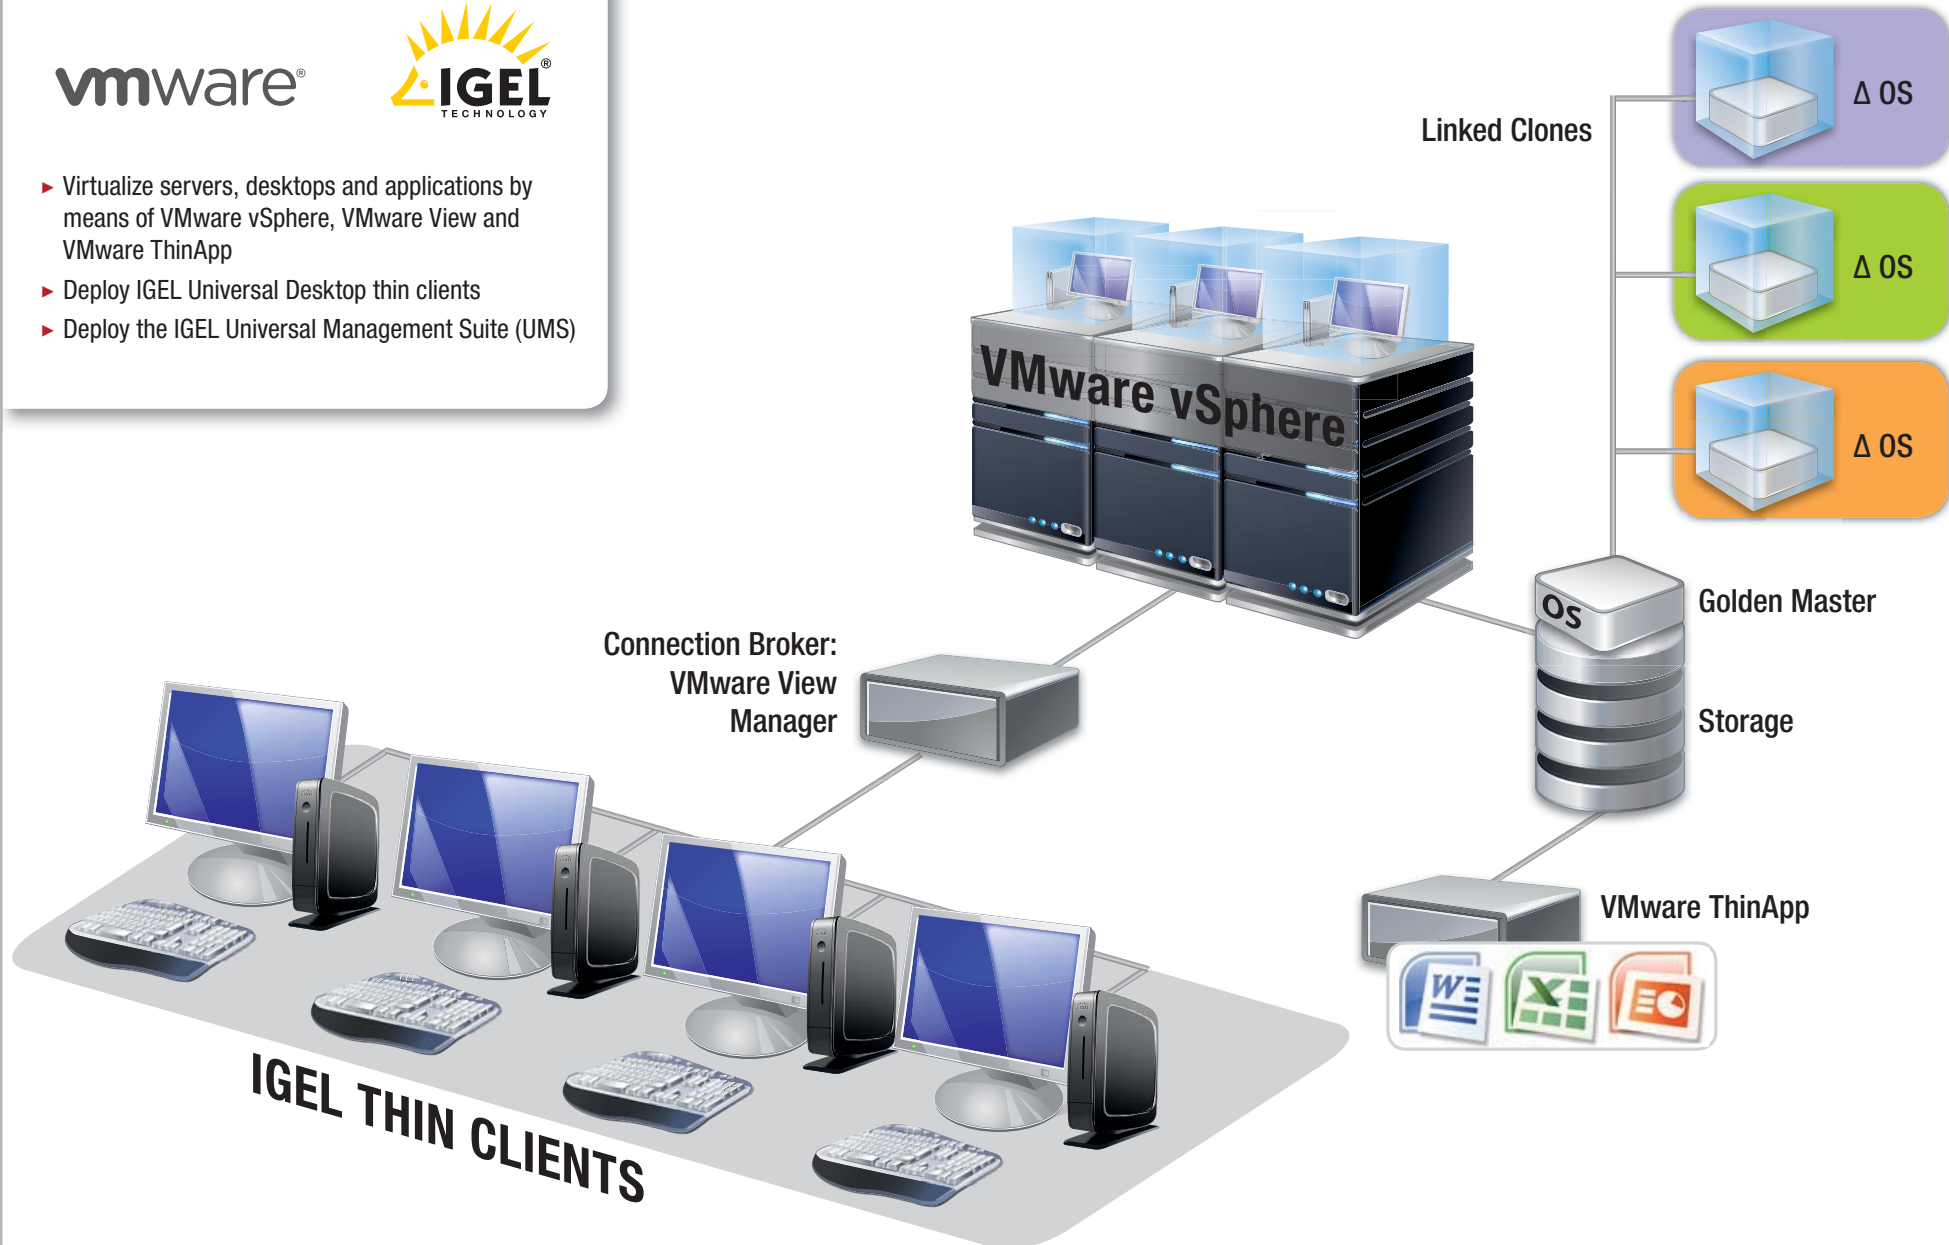 vmware®
IGEL®
TECHNOLOGY
► Virtualize servers, desktops and applications by
means of VMware vSphere, VMware View and
VMware ThinApp
► Deploy IGEL Universal Desktop thin clients
► Deploy the IGEL Universal Management Suite (UMS)
Linked Clones
Δ OS
Δ OS
Δ OS
VMware vSphere
OS
Golden Master
Storage
Connection Broker:
VMware View
Manager
VMware ThinApp
W
X
IGEL THIN CLIENTS